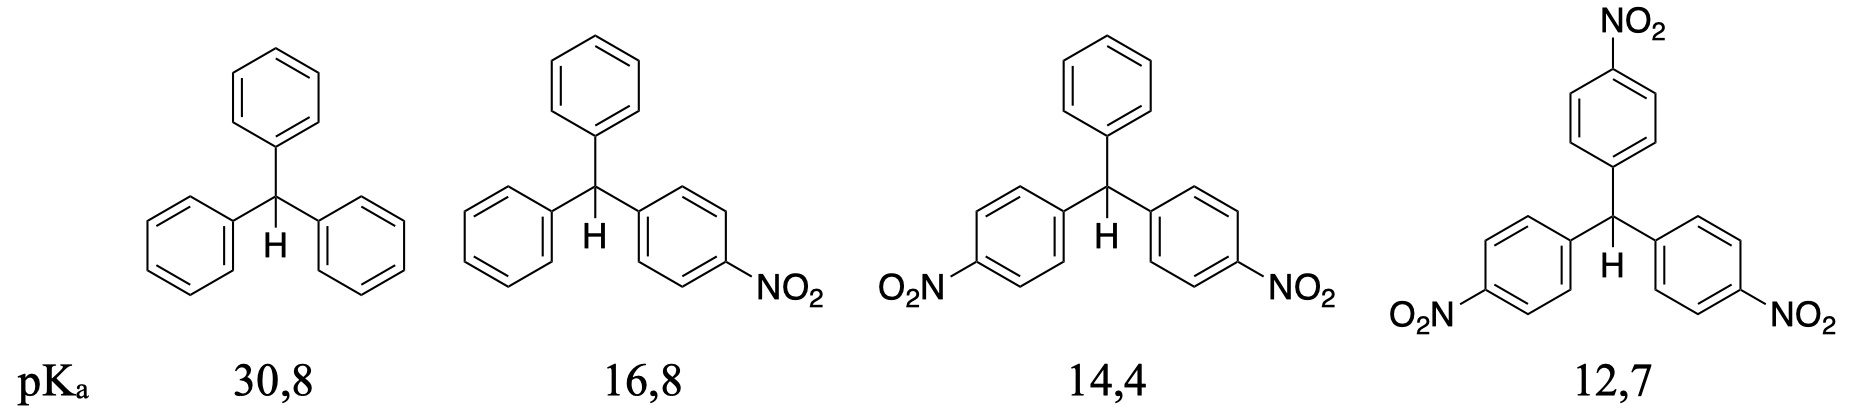 NO₂
H
H
NO₂
O₂N
H
NO₂
O₂N
H
NO₂
pKₐ 30,8 16,8 14,4 12,7